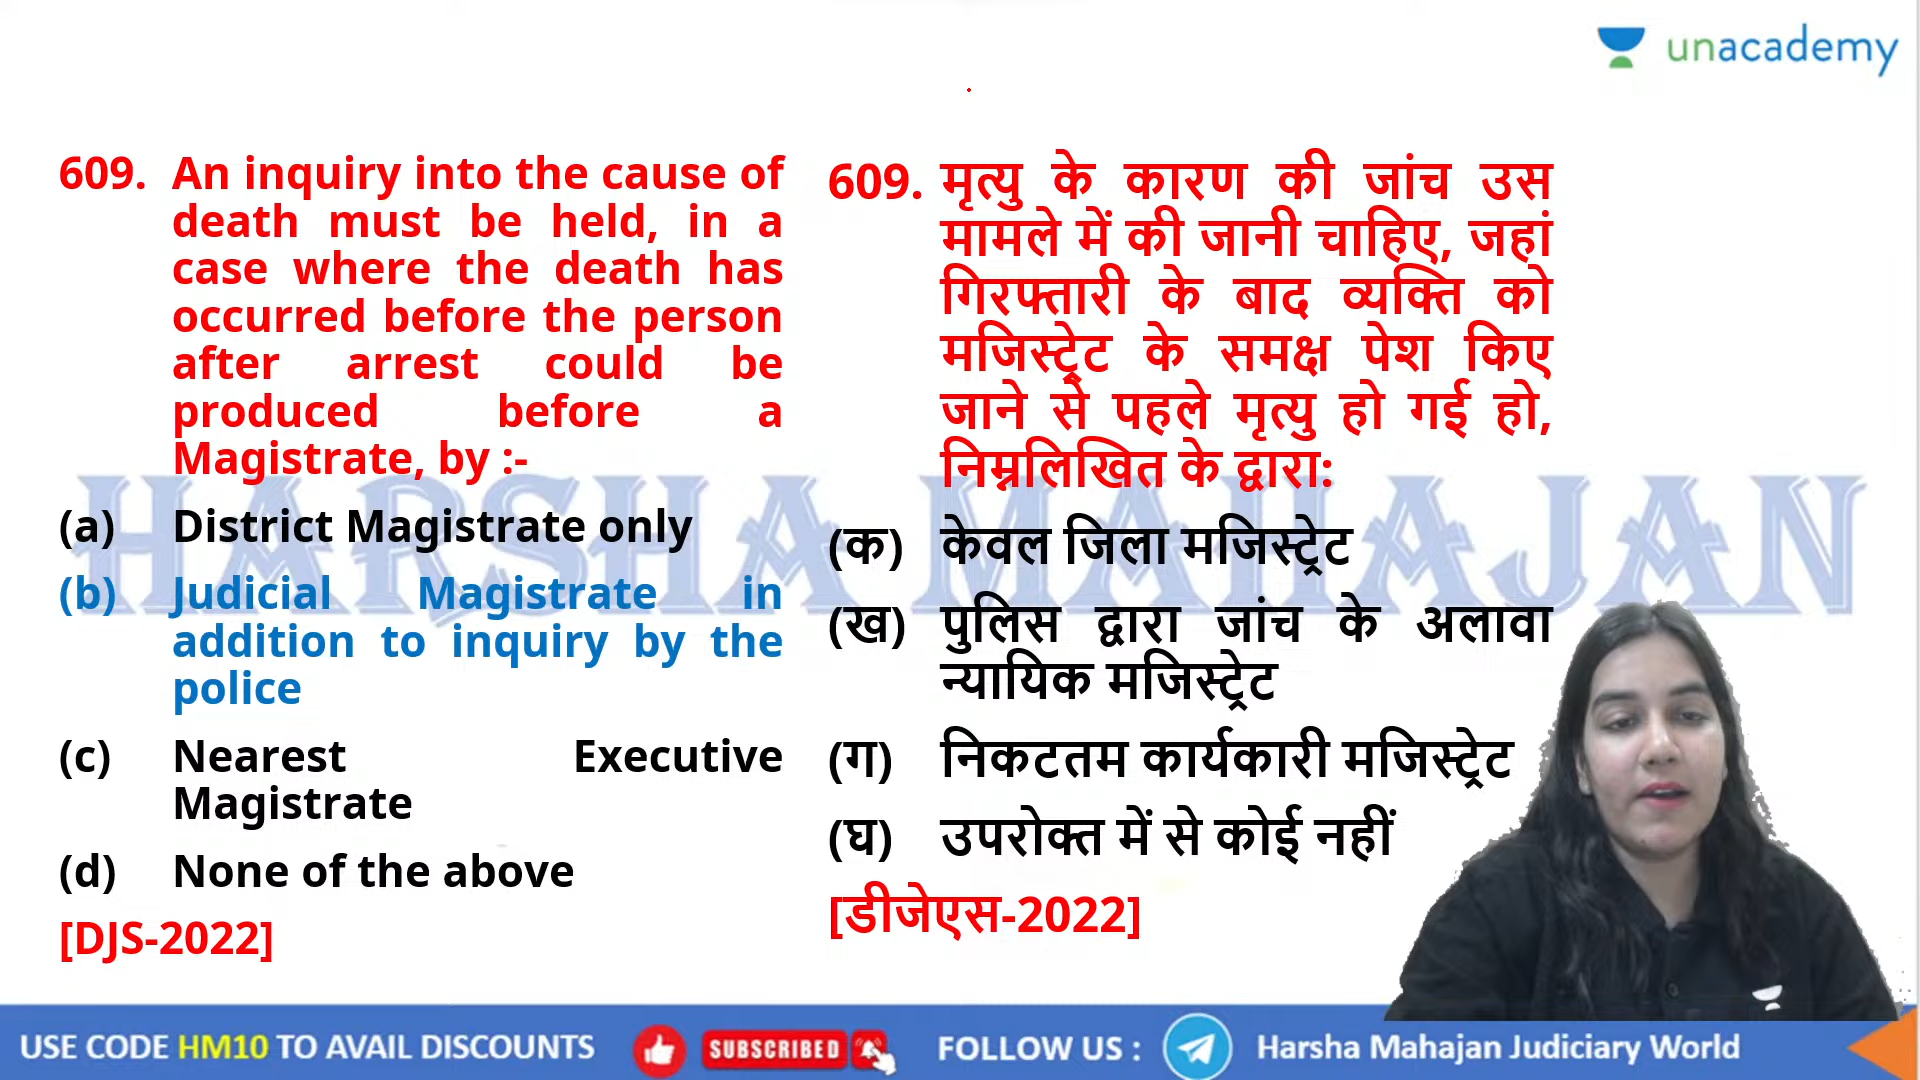 unacademy
609. An inquiry into the cause of
death must be held, in a
case where the death has
occurred before the person
after arrest could be
produced before a
Magistrate, by :-
(a) District Magistrate only
(b) Judicial Magistrate in
addition to inquiry by the
police
(c) Nearest Executive
Magistrate
(d) None of the above
[DJS-2022]
609. मृत्यु के कारण की जांच उस
मामले में की जानी चाहिए, जहां
गिरफ्तारी के बाद व्यक्ति को
मजिस्ट्रेट के समक्ष पेश किए
जाने से पहले मृत्यु हो गई हो,
निम्नलिखित के द्वारा:
(क) केवल जिला मजिस्ट्रेट
(ख) पुलिस द्वारा जांच के अलावा
न्यायिक मजिस्ट्रेट
(ग) निकटतम कार्यकारी मजिस्ट्रेट
(घ) उपरोक्त में से कोई नहीं
[डीजेएस-2022]
HARSHA MAHAJAN
USE CODE HM10 TO AVAIL DISCOUNTS
SUBSCRIBED
FOLLOW US :
Harsha Mahajan Judiciary World